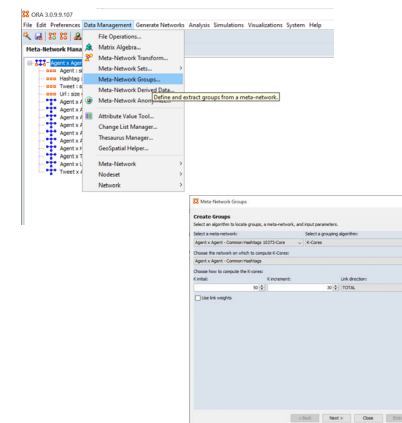 ORA 3.0.9.9.107
File Edit Preferences Data Management Generate Networks Analysis Simulations Visualizations System Help
File Operations...
Matrix Algebra...
Meta-Network Transform...
Meta-Network Sets...
Meta-Network Groups...
Meta-Network Derived Data...
Define and extract groups from a meta-network.
Meta-Network
Attribute Value Tool...
Change List Manager...
Thesaurus Manager...
GeoSpatial Helper...
Meta-Network
Nodeset
Network
Meta-Network Mana
Agent x Agen
Agent : si
Hashtag
Tweet : s
Url : size
Agent x A
Agent x A
Agent x A
Agent x A
Agent x A
Agent x H
Agent x T
Agent x L
Tweet x A
Meta-Network Groups
Create Groups
Select an algorithm to locate groups, a meta-network, and input parameters.
Select a meta-network: Select a grouping algorithm:
Agent x Agent - Common Hashtags 10373-Core K-Cores
Choose the network on which to compute K-Cores:
Agent x Agent - Common Hashtags
Choose how to compute the K-cores:
K initial: K increment: Link direction:
50 30 TOTAL
Use link weights
< Back Next > Close